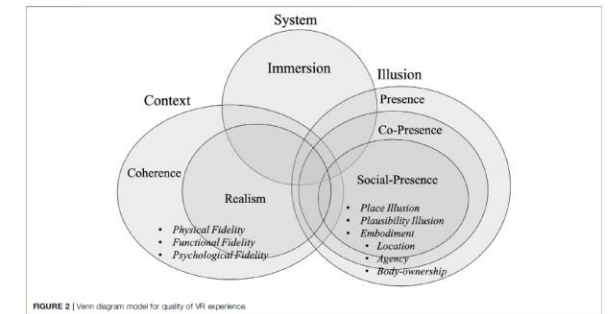 System
Immersion
Illusion
Context
Presence
Co-Presence
Coherence
Social-Presence
Realism
• Place Illusion
• Plausibility Illusion
• Embodiment
• Location
• Agency
• Body-ownership
• Physical Fidelity
• Functional Fidelity
• Psychological Fidelity
FIGURE 2 | Venn diagram model for quality of VR experience.